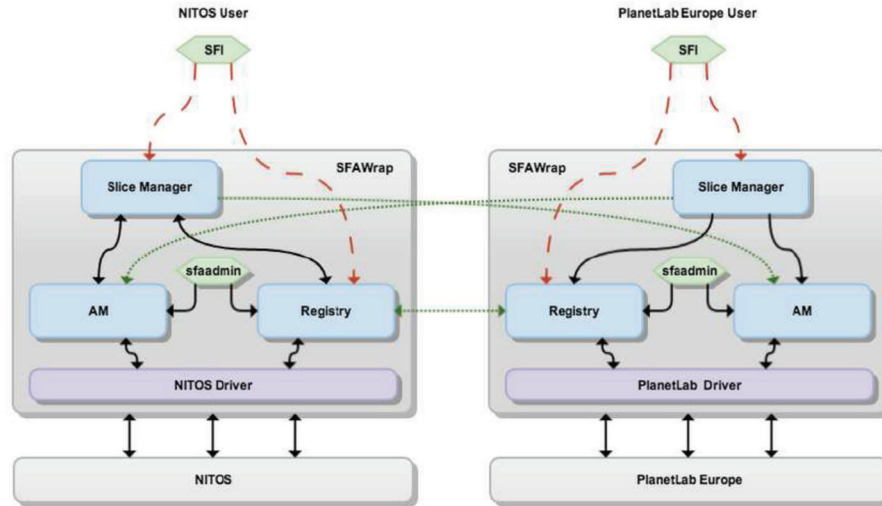 NITOS User
PlanetLab Europe User
SFI
SFI
SFAWrap
SFAWrap
Slice Manager
Slice Manager
sfaadmin
sfaadmin
AM
Registry
Registry
AM
NITOS Driver
PlanetLab Driver
NITOS
PlanetLab Europe